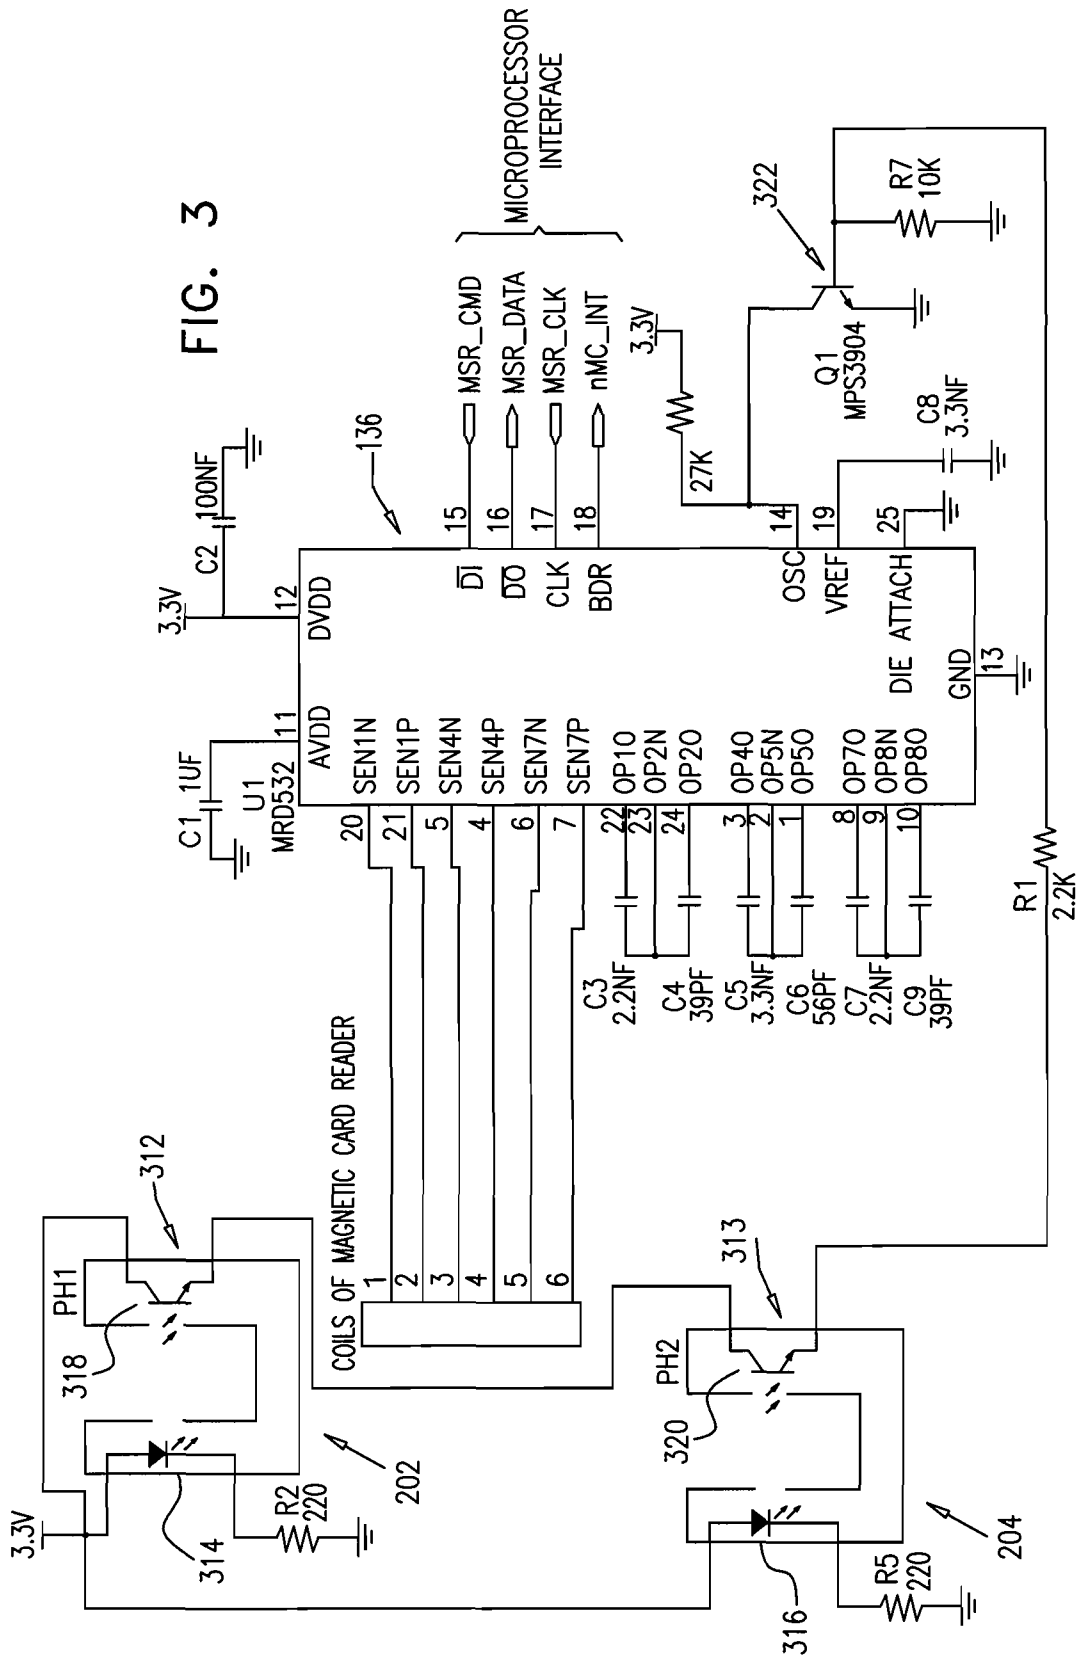 FIG. 3
3.3V
PH1
312
318
314
R2
220
202
COILS OF MAGNETIC CARD READER
1
2
3
4
5
6
PH2
313
320
316
R5
220
204
C1 1UF
U1
MRD532
3.3V
C2 100NF
11
12
AVDD
DVDD
136
20
21
5
4
6
7
SEN1N
SEN1P
SEN4N
SEN4P
SEN7N
SEN7P
22
23
24
OP1O
OP2N
OP2O
3
2
1
OP4O
OP5N
OP5O
8
9
10
OP7O
OP8N
OP8O
C3
2.2NF
C4
39PF
C5
3.3NF
C6
56PF
C7
2.2NF
C9
39PF
DI
DO
CLK
BDR
15
16
17
18
MSR_CMD
MSR_DATA
MSR_CLK
nMC_INT
MICROPROCESSOR
INTERFACE
OSC
VREF
DIE ATTACH
GND
14
19
25
13
27K
3.3V
322
Q1
MPS3904
C8
3.3NF
R7
10K
R1
2.2K